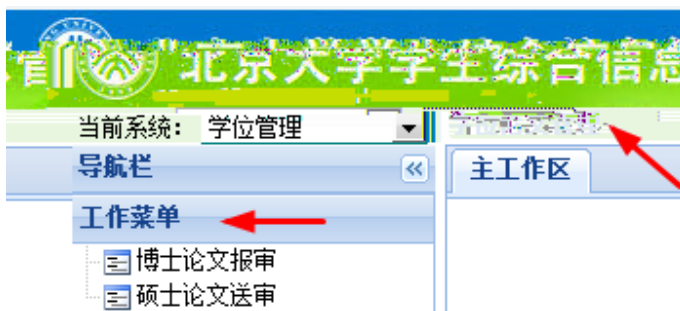 北京大学学生综合信息
当前系统： 学位管理
导航栏
主工作区
工作菜单
博士论文报审
硕士论文送审